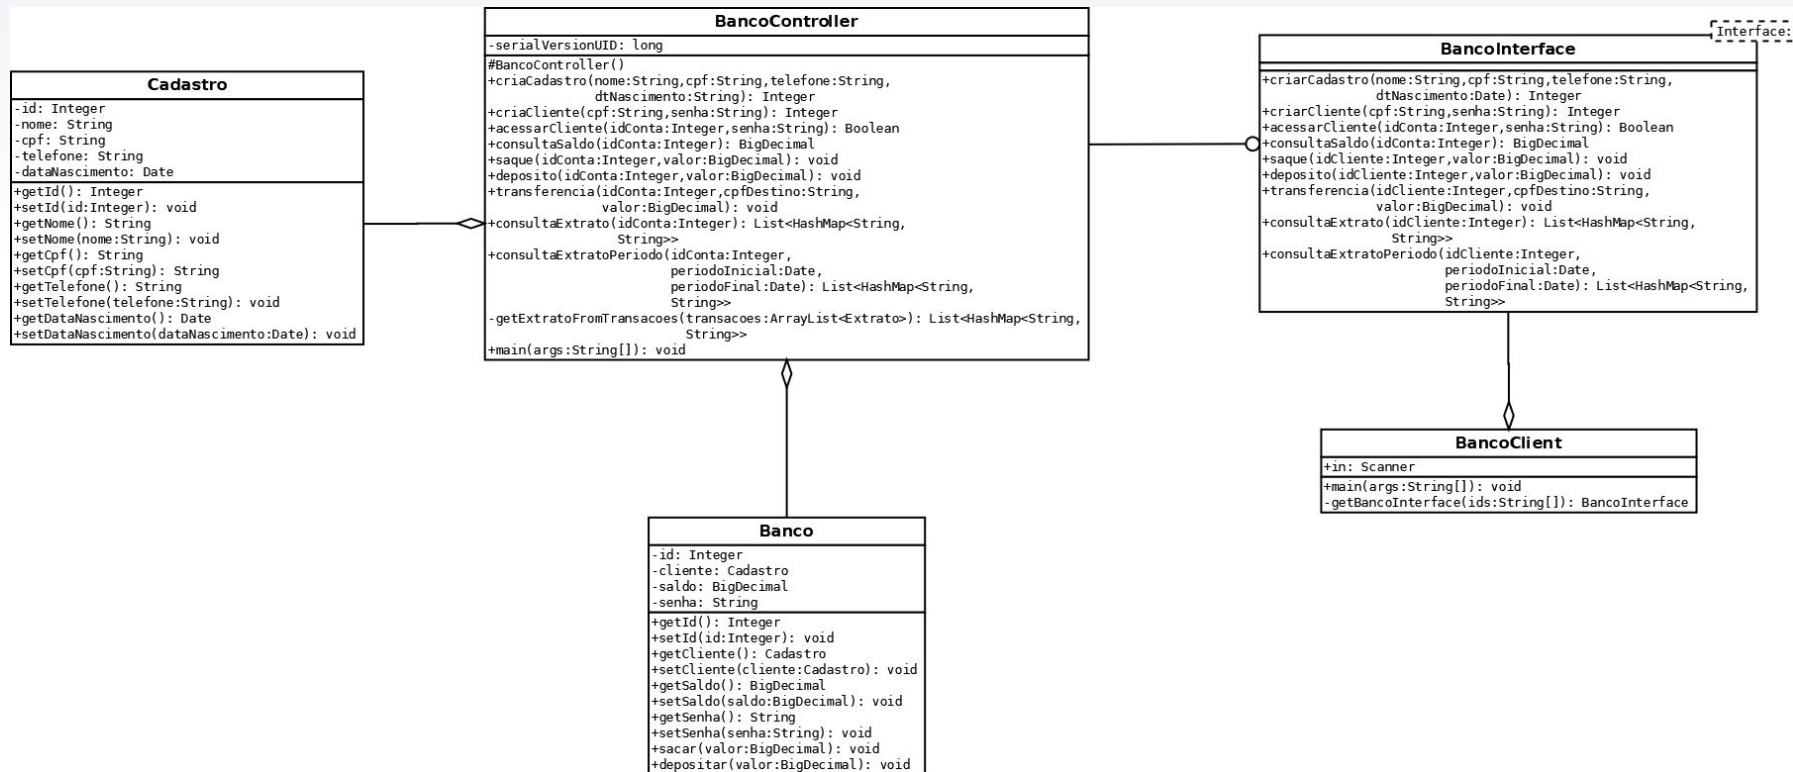 BancoController
-serialVersionUID: long
#BancoController()
+criaCadastro(nome:String,cpf:String,telefone:String,
dtNascimento:String): Integer
+criaCliente(cpf:String,senha:String): Integer
+acessarCliente(idConta:Integer,senha:String): Boolean
+consultaSaldo(idConta:Integer): BigDecimal
+saque(idConta:Integer,valor:BigDecimal): void
+deposito(idConta:Integer,valor:BigDecimal): void
+transferencia(idConta:Integer,cpfDestino:String,
valor:BigDecimal): void
+consultaExtrato(idConta:Integer): List<HashMap<String,
String>>
+consultaExtratoPeriodo(idConta:Integer,
periodoInicial:Date,
periodoFinal:Date): List<HashMap<String,
String>>
-getExtratoFromTransacoes(transacoes:ArrayList<Extrato>): List<HashMap<String,
String>>
+main(args:String[]): void
Interface:
BancoInterface
+criarCadastro(nome:String,cpf:String,telefone:String,
dtNascimento:Date): Integer
+criarCliente(cpf:String,senha:String): Integer
+acessarCliente(idConta:Integer,senha:String): Boolean
+consultaSaldo(idConta:Integer): BigDecimal
+saque(idCliente:Integer,valor:BigDecimal): void
+deposito(idCliente:Integer,valor:BigDecimal): void
+transferencia(idCliente:Integer,cpfDestino:String,
valor:BigDecimal): void
+consultaExtrato(idCliente:Integer): List<HashMap<String,
String>>
+consultaExtratoPeriodo(idCliente:Integer,
periodoInicial:Date,
periodoFinal:Date): List<HashMap<String,
String>>
Cadastro
-id: Integer
-nome: String
-cpf: String
-telefone: String
-dataNascimento: Date
+getId(): Integer
+setId(id:Integer): void
+getNome(): String
+setNome(nome:String): void
+getCpf(): String
+setCpf(cpf:String): String
+getTelefone(): String
+setTelefone(telefone:String): void
+getDataNascimento(): Date
+setDataNascimento(dataNascimento:Date): void
BancoClient
+in: Scanner
+main(args:String[]): void
-getBancoInterface(ids:String[]): BancoInterface
Banco
-id: Integer
-cliente: Cadastro
-saldo: BigDecimal
-senha: String
+getId(): Integer
+setId(id:Integer): void
+getCliente(): Cadastro
+setCliente(cliente:Cadastro): void
+getSaldo(): BigDecimal
+setSaldo(saldo:BigDecimal): void
+getSenha(): String
+setSenha(senha:String): void
+sacar(valor:BigDecimal): void
+depositar(valor:BigDecimal): void